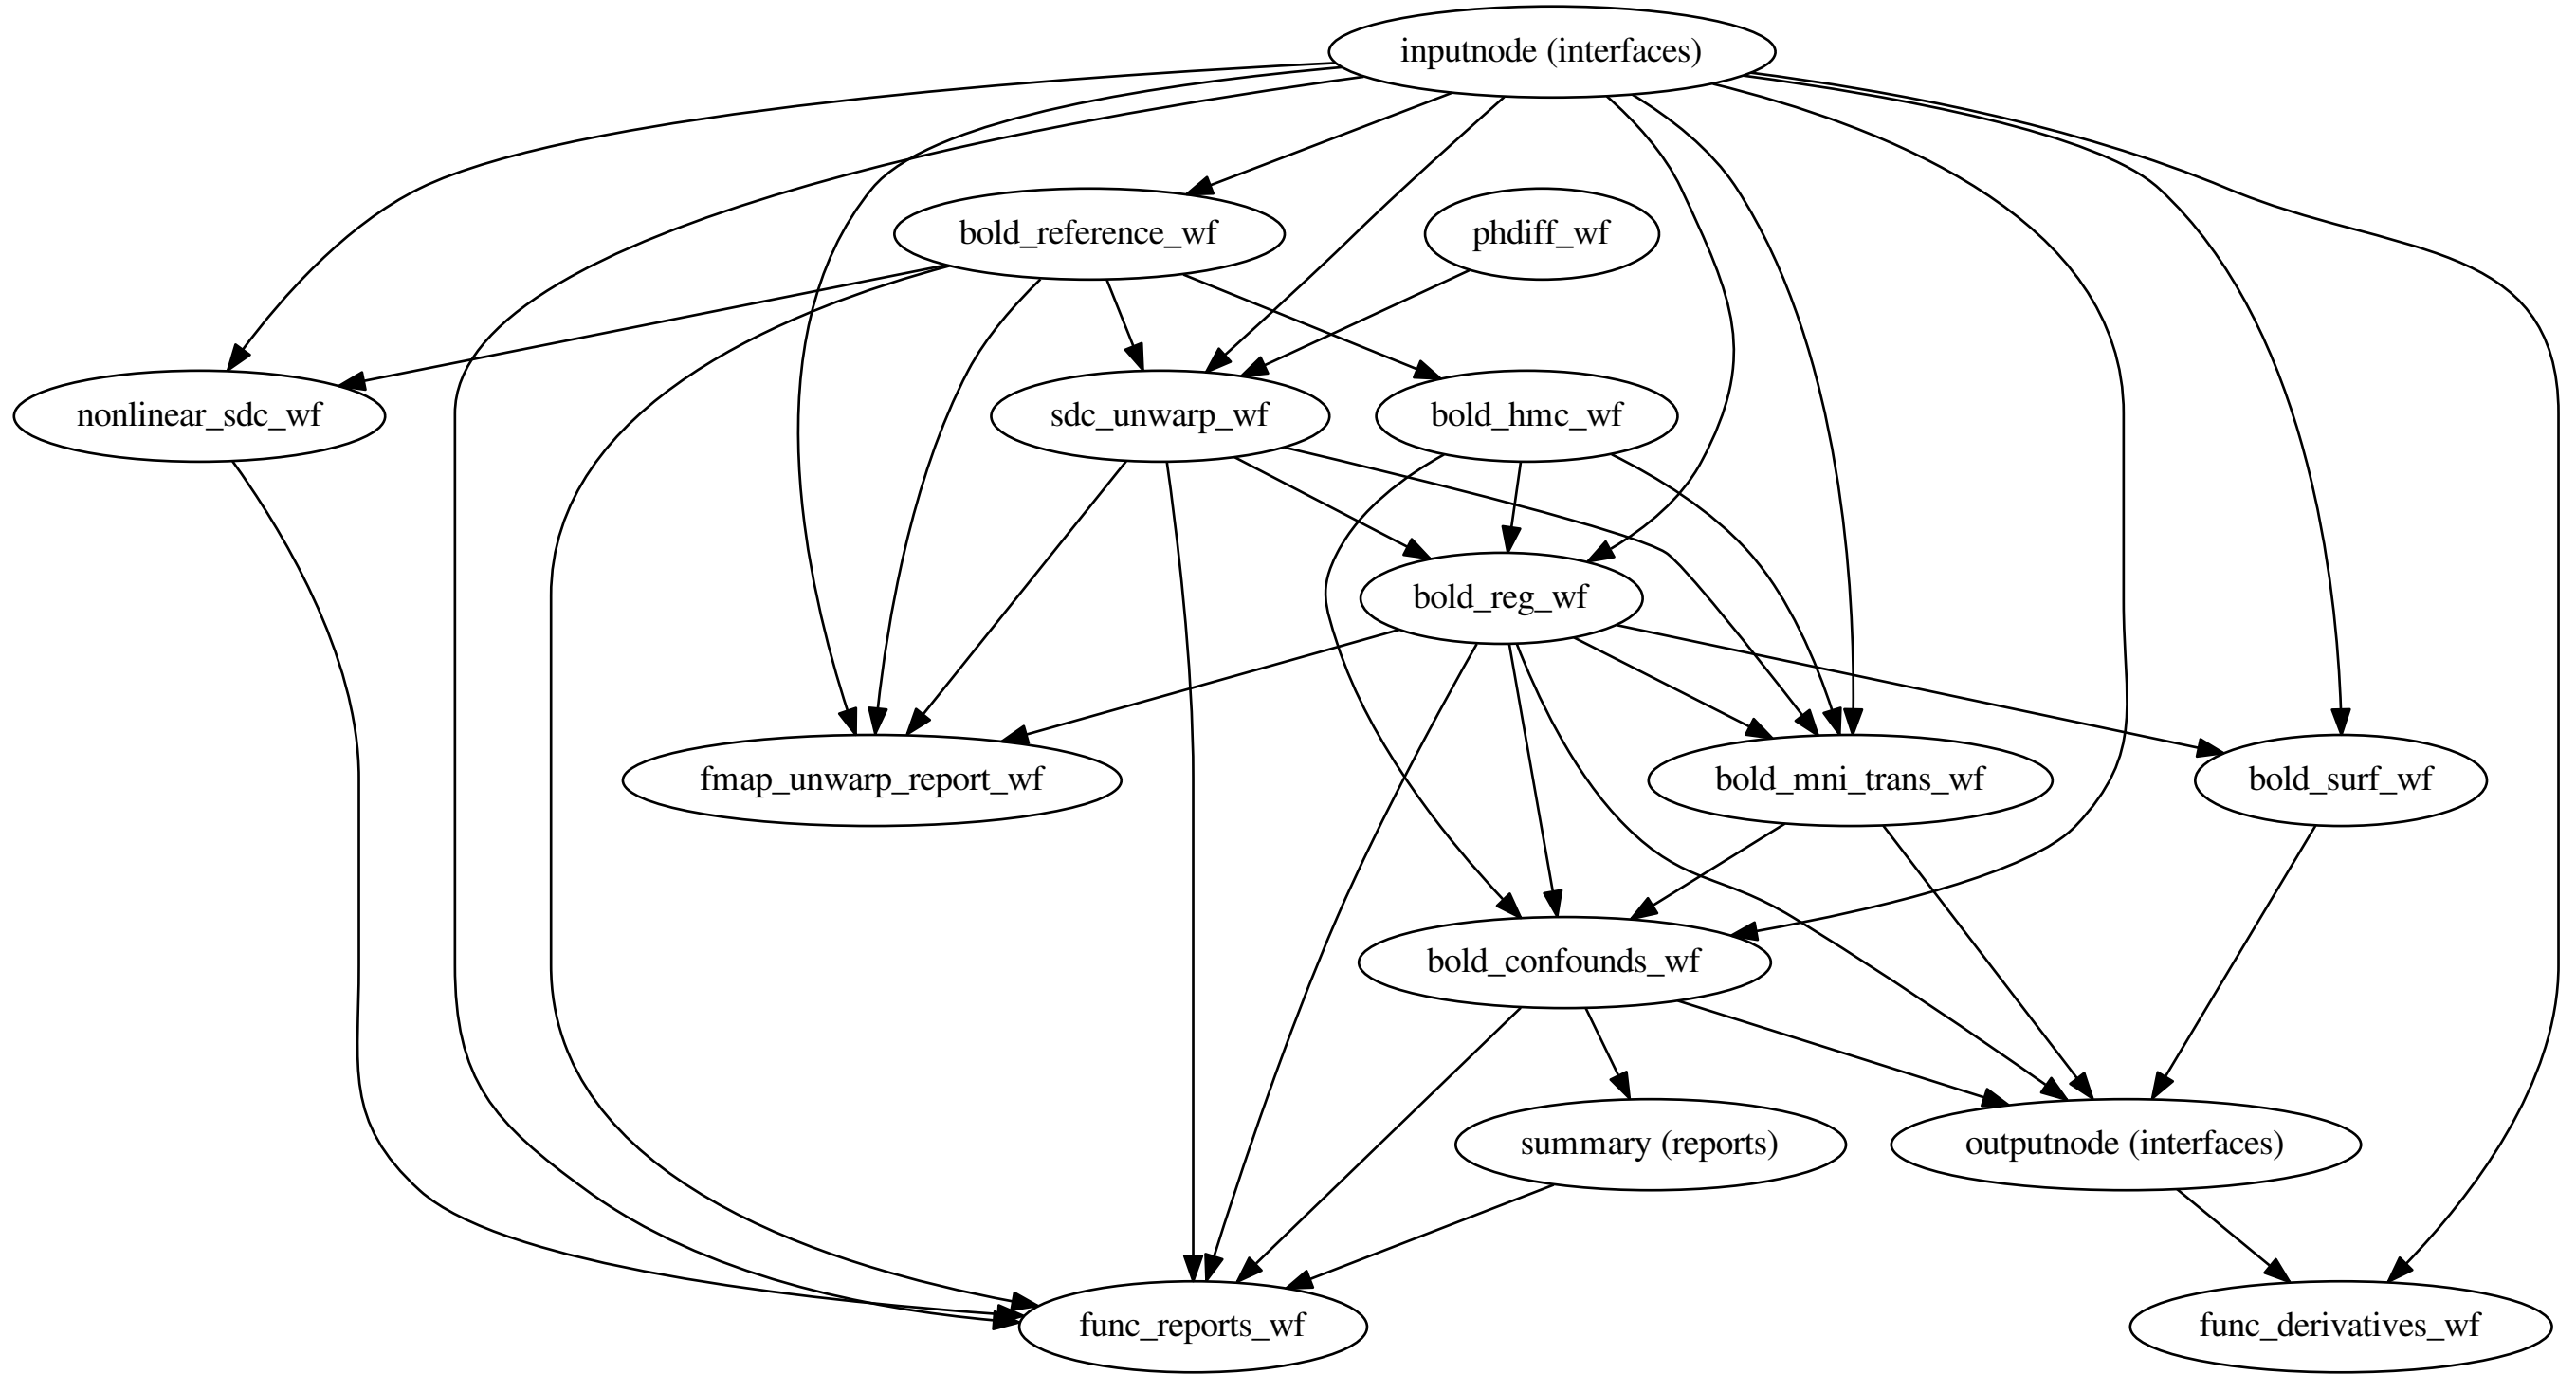 inputnode (interfaces)
bold_reference_wf
phdiff_wf
nonlinear_sdc_wf
sdc_unwarp_wf
bold_hmc_wf
bold_reg_wf
fmap_unwarp_report_wf
bold_mni_trans_wf
bold_surf_wf
bold_confounds_wf
summary (reports)
outputnode (interfaces)
func_reports_wf
func_derivatives_wf